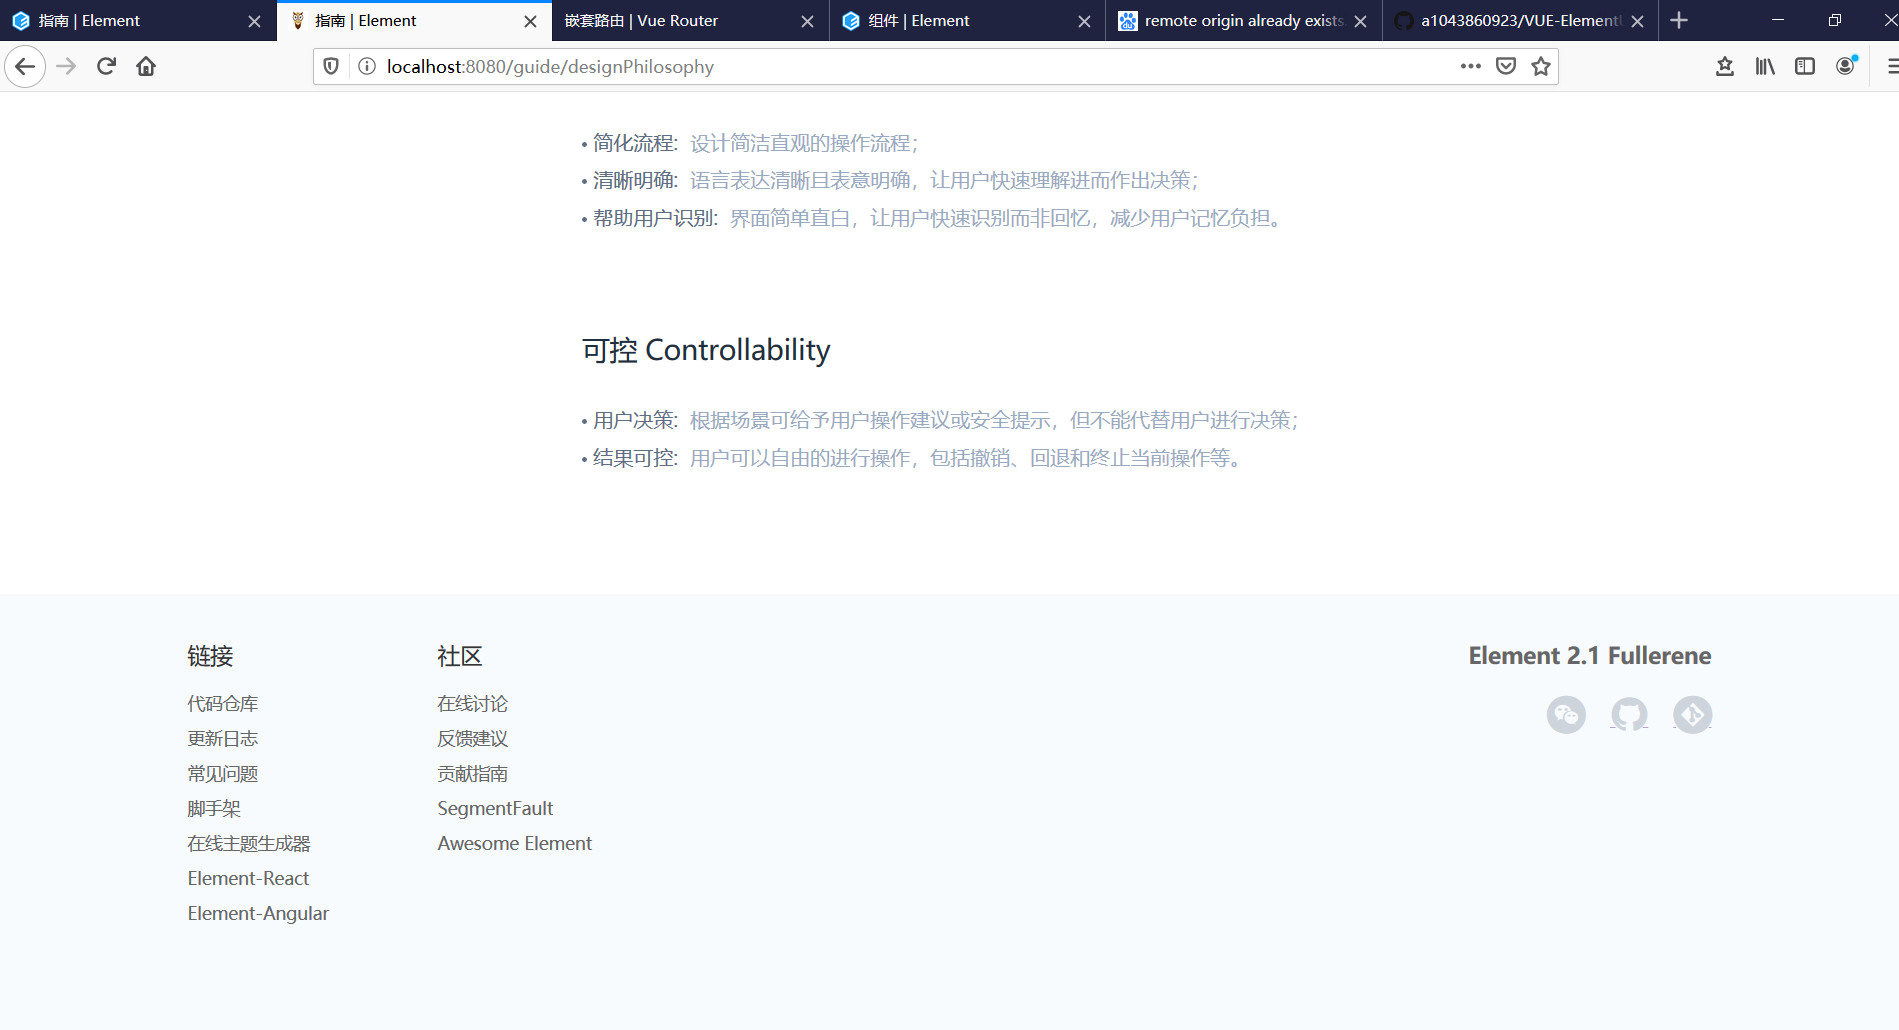 指南 | Element
指南 | Element
嵌套路由 | Vue Router
组件 | Element
remote origin already exists.
a1043860923/VUE-Element
localhost:8080/guide/designPhilosophy
• 简化流程: 设计简洁直观的操作流程；
• 清晰明确: 语言表达清晰且表意明确，让用户快速理解进而作出决策；
• 帮助用户识别: 界面简单直白，让用户快速识别而非回忆，减少用户记忆负担。
可控 Controllability
• 用户决策: 根据场景可给予用户操作建议或安全提示，但不能代替用户进行决策；
• 结果可控: 用户可以自由的进行操作，包括撤销、回退和终止当前操作等。
链接
代码仓库
更新日志
常见问题
脚手架
在线主题生成器
Element-React
Element-Angular
社区
在线讨论
反馈建议
贡献指南
SegmentFault
Awesome Element
Element 2.1 Fullerene